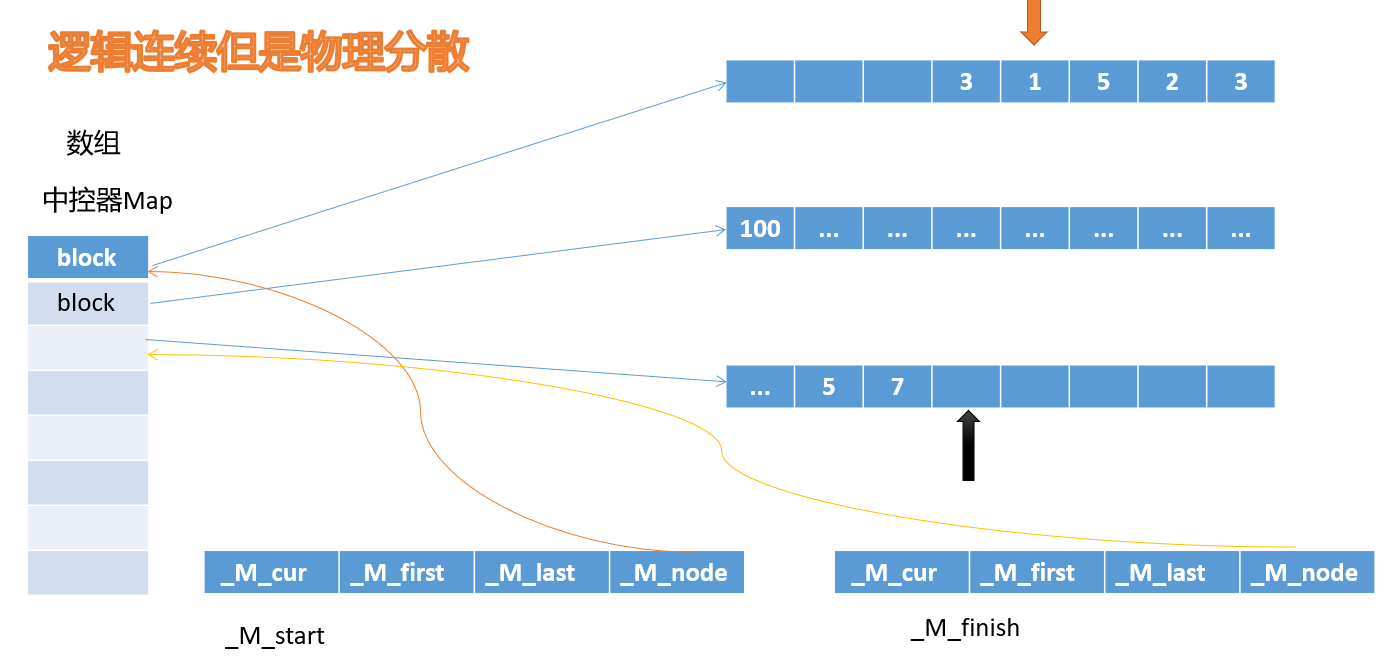 逻辑连续但是物理分散
数组
中控器Map
block
block
3 1 5 2 3
100 ... ... ... ... ... ... ...
... 5 7
_M_cur _M_first _M_last _M_node
_M_start
_M_cur _M_first _M_last _M_node
_M_finish